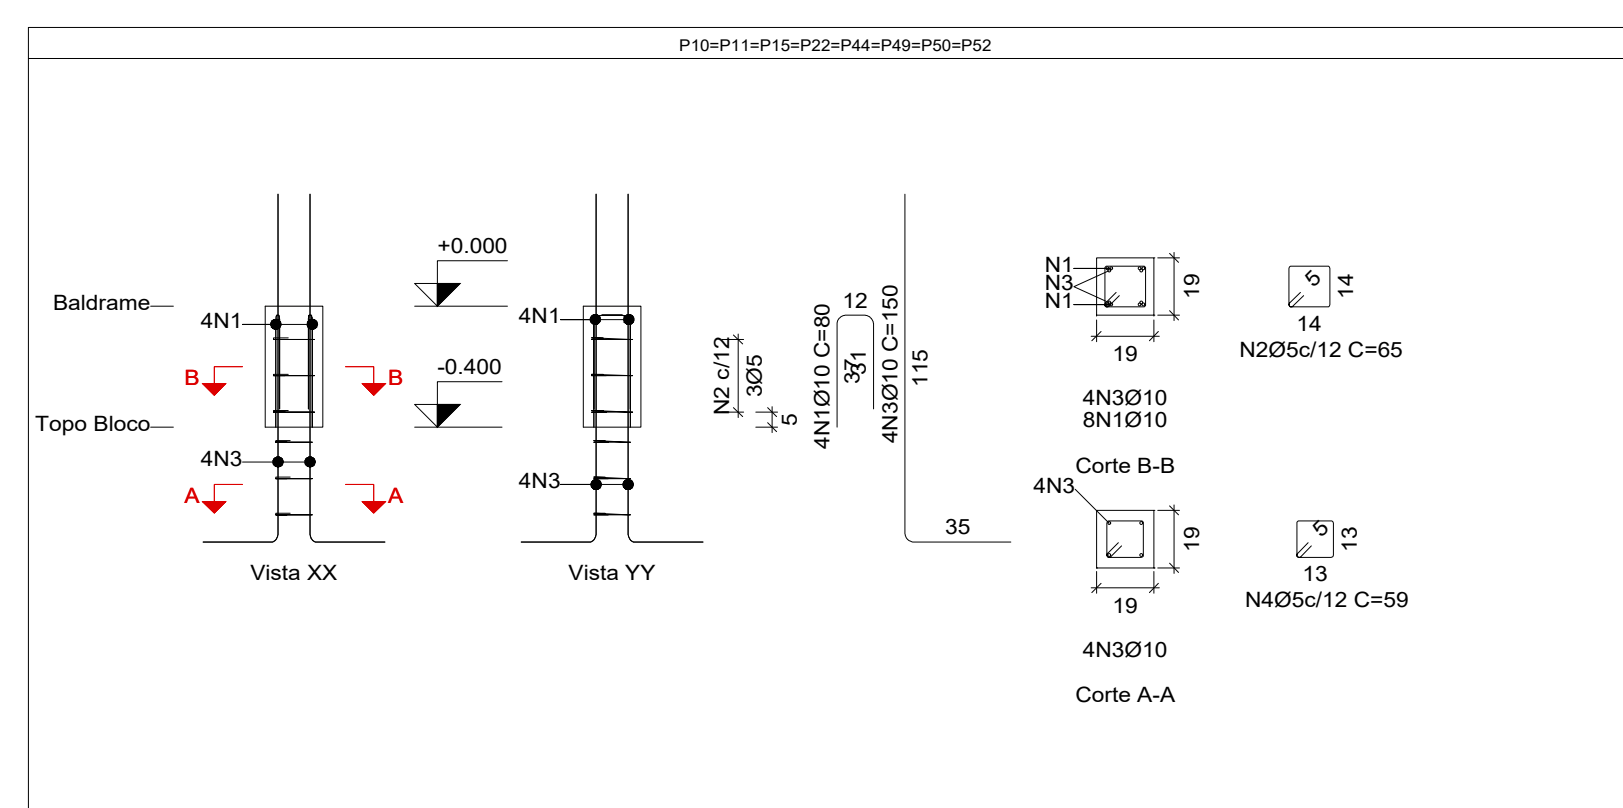 P10=P11=P15=P22=P44=P49=P50=P52
+0.000
Baldrame
4N1
4N1
-0.400
B
B
Topo Bloco
4N3
4N3
A
A
Vista XX
Vista YY
N2 c/12
3Ø5
5
4N1Ø10 C=80
12
37
31
4N3Ø10 C=150
115
35
N1
N3
N1
19
19
4N3Ø10
8N1Ø10
Corte B-B
5
14
14
N2Ø5c/12 C=65
4N3
19
19
4N3Ø10
Corte A-A
5
13
13
N4Ø5c/12 C=59